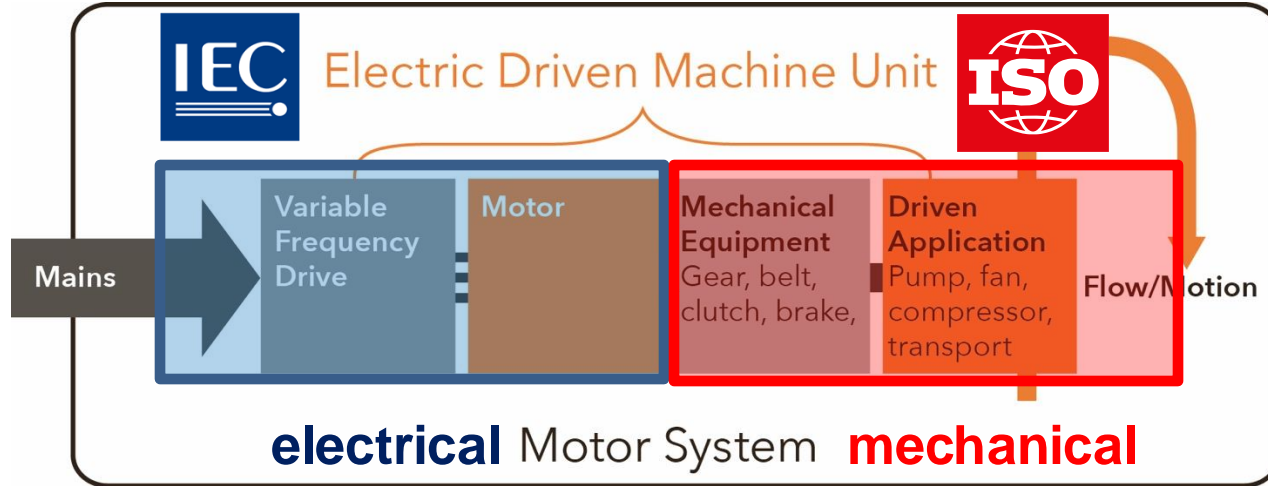 IEC
Electric Driven Machine Unit
ISO
Mains
Variable
Frequency
Drive
Motor
Mechanical
Equipment
Gear, belt,
clutch, brake,
Driven
Application
Pump, fan,
compressor,
transport
Flow/Motion
electrical Motor System mechanical